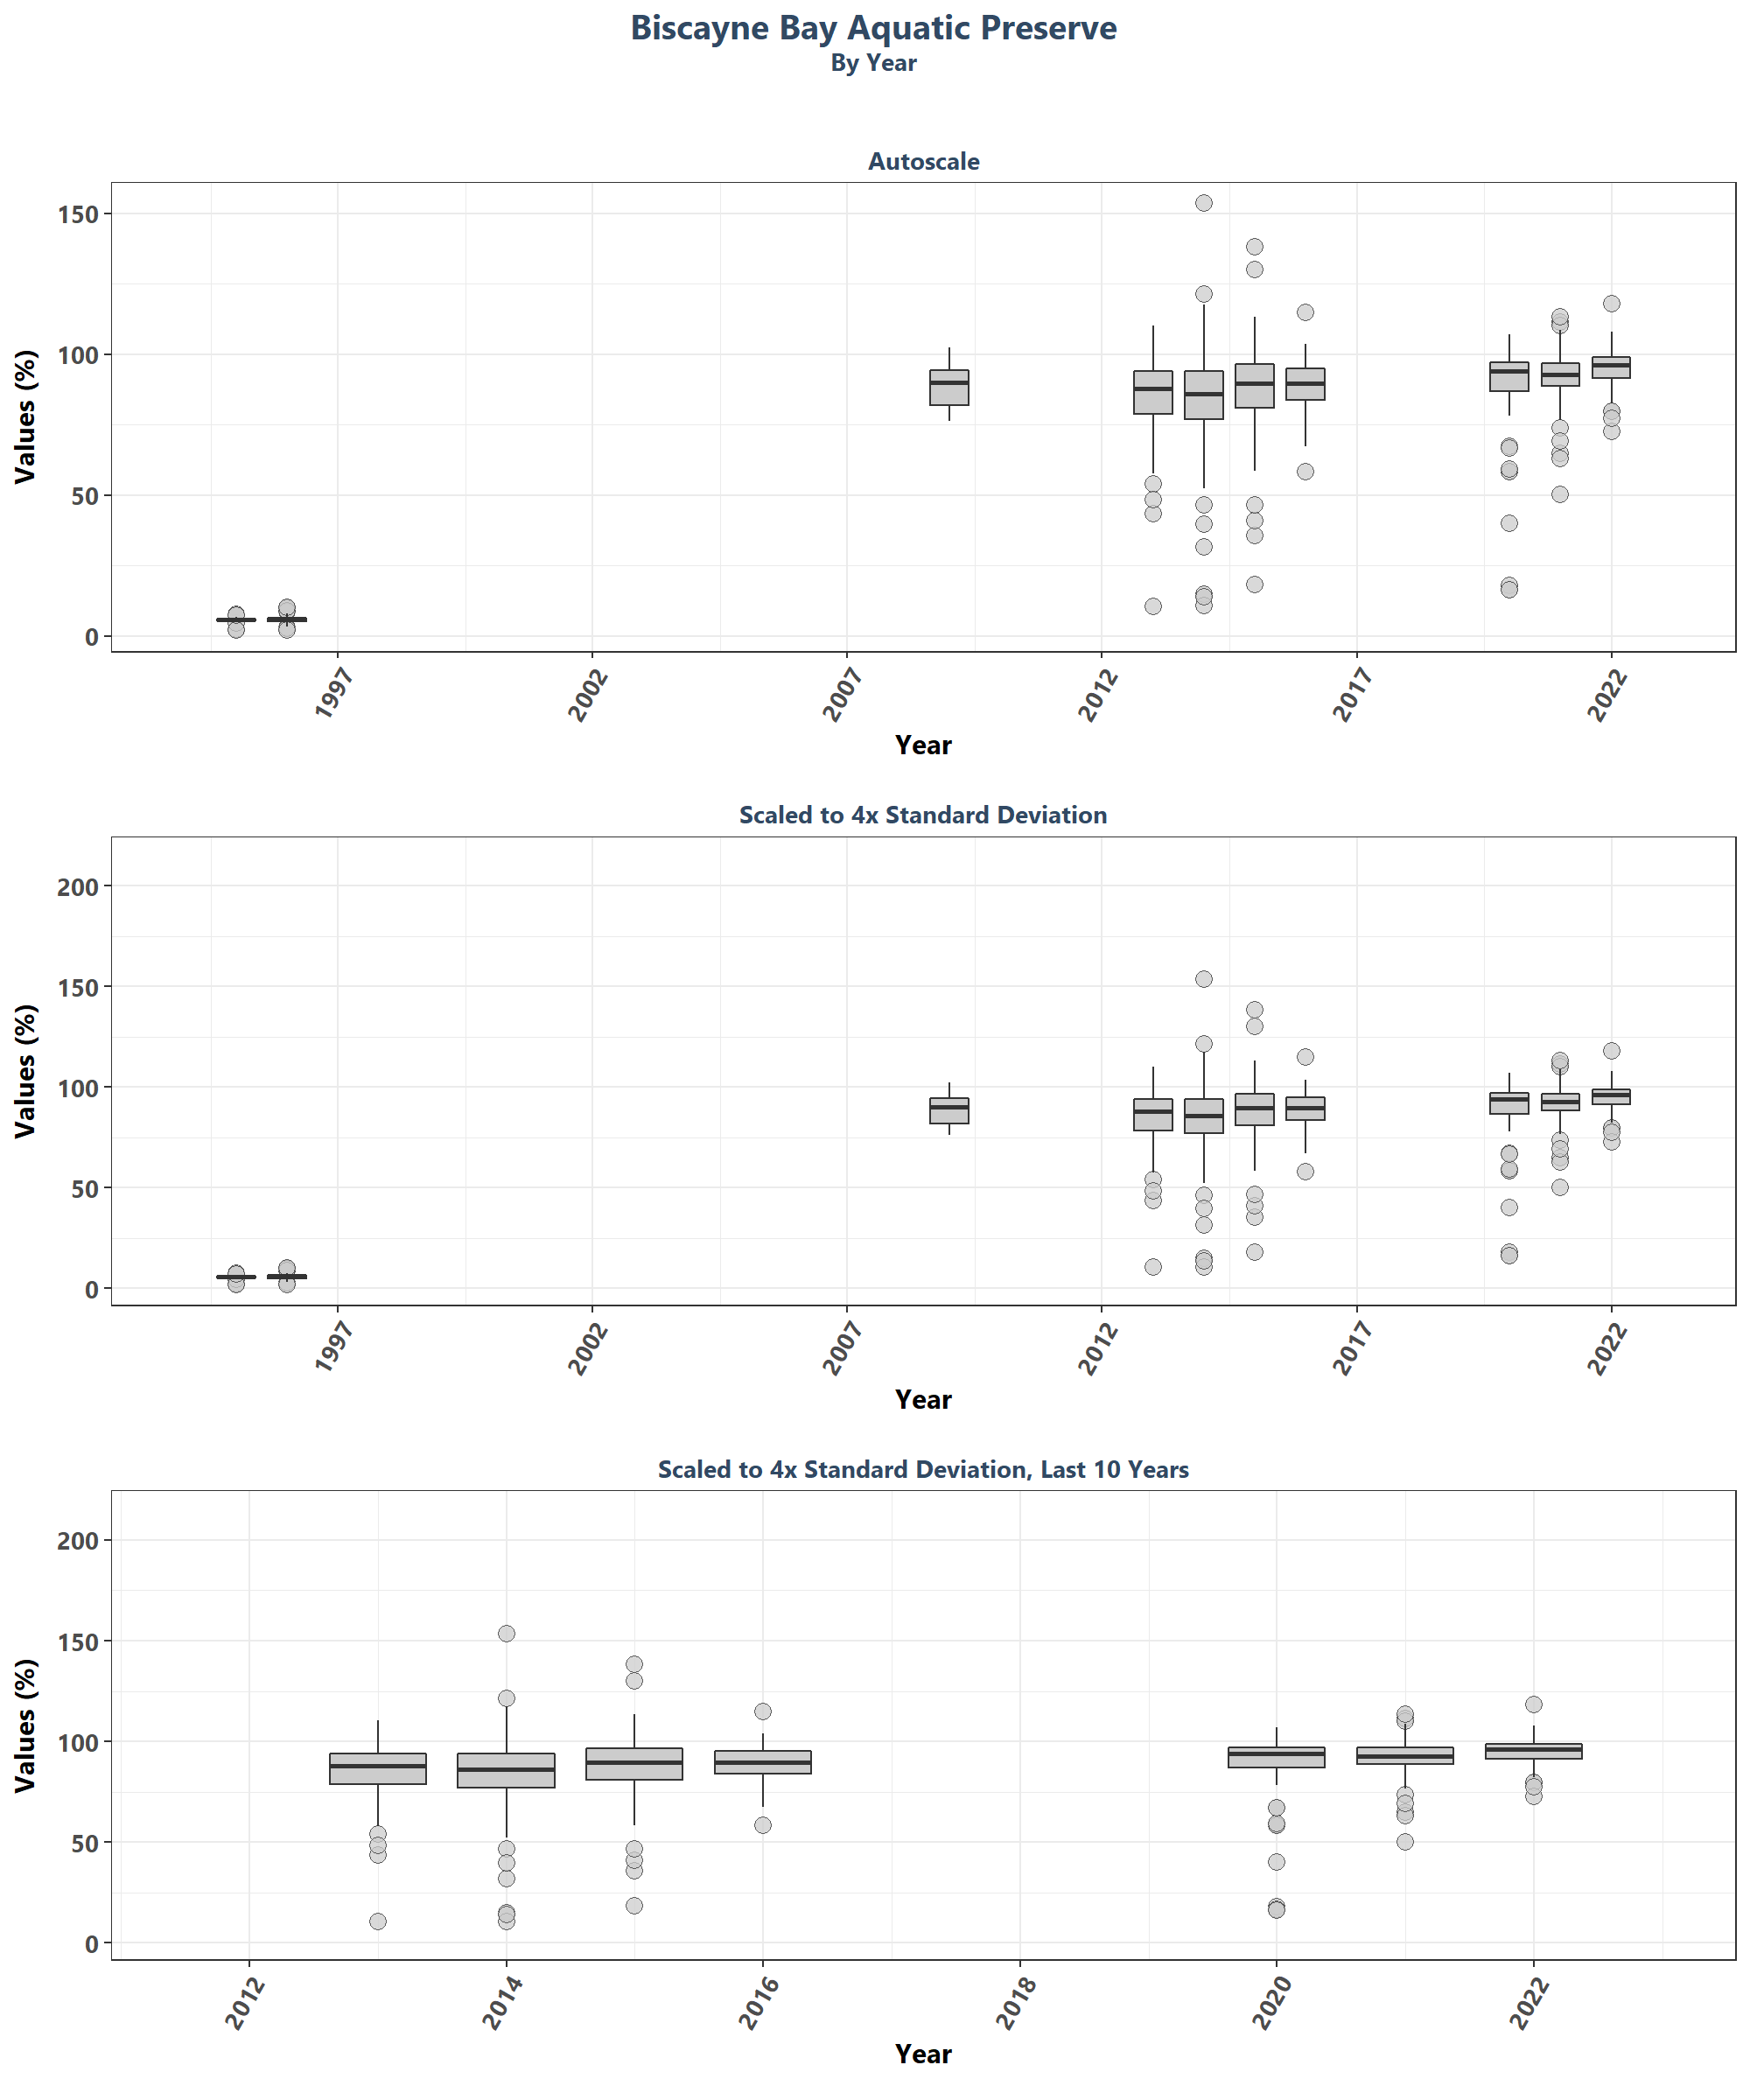 Biscayne Bay Aquatic Preserve
By Year
Autoscale
Values (%)
150
100
50
0
1997
2002
2007
2012
2017
2022
Year
Scaled to 4x Standard Deviation
Values (%)
200
150
100
50
0
1997
2002
2007
2012
2017
2022
Year
Scaled to 4x Standard Deviation, Last 10 Years
Values (%)
200
150
100
50
0
2012
2014
2016
2018
2020
2022
Year